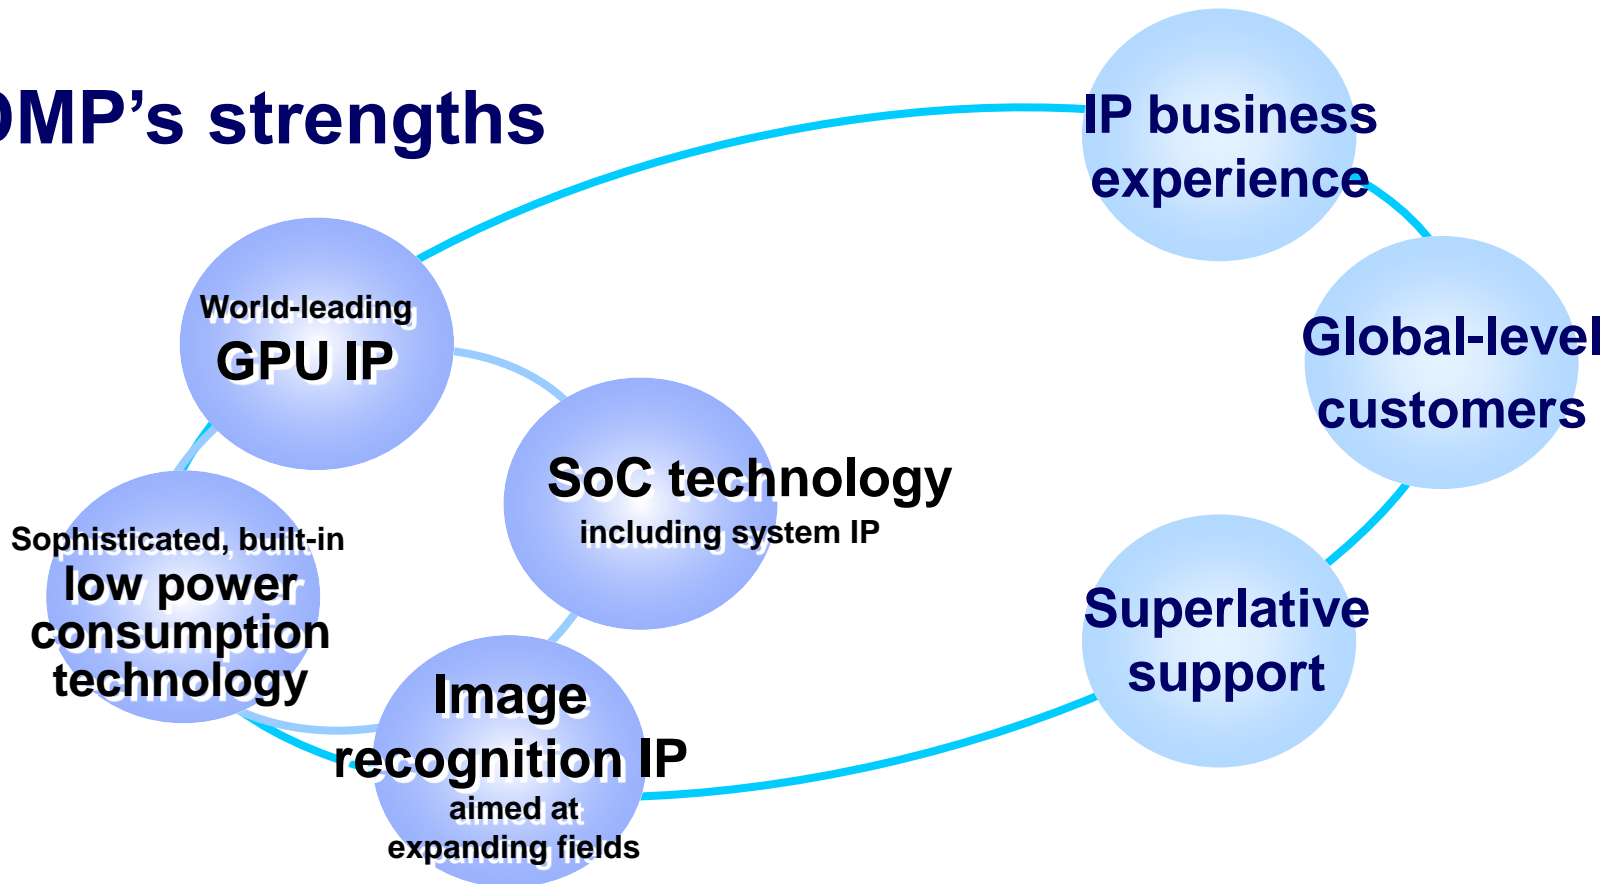 DMP’s strengths
IP business
experience
World-leading
GPU IP
Global-level
customers
SoC technology
including system IP
Sophisticated, built-in
low power
consumption
technology
Superlative
support
Image
recognition IP
aimed at
expanding fields